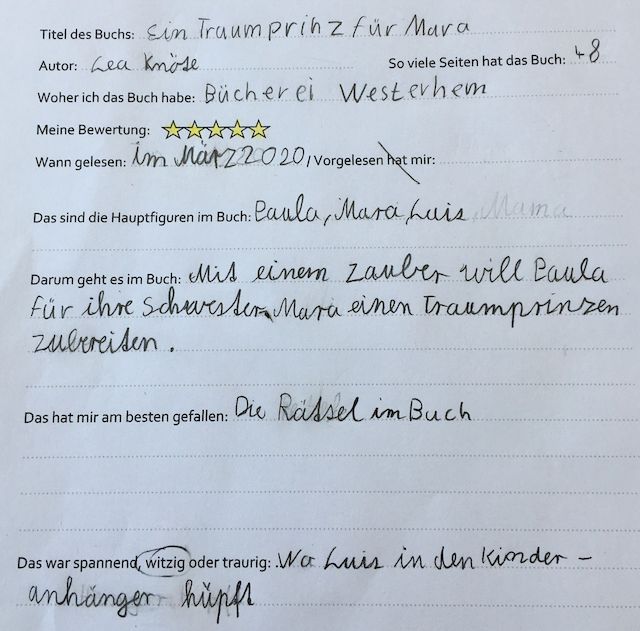 Titel des Buchs: Ein Traumprinz für Mara
Autor: Lea Knöse So viele Seiten hat das Buch: 48
Woher ich das Buch habe: Bücherei Westerhem
Meine Bewertung:
Wann gelesen: im März 2020, / Vorgelesen hat mir:
Das sind die Hauptfiguren im Buch: Paula, Mara, Luis, Mama
Darum geht es im Buch: Mit einem Zauber will Paula
für ihre Schwester Mara einen Traumprinzen
zubereiten.
Das hat mir am besten gefallen: Die Rätsel im Buch
Das war spannend, witzig oder traurig: Wo Luis in den Kinder-
anhänger hüpft